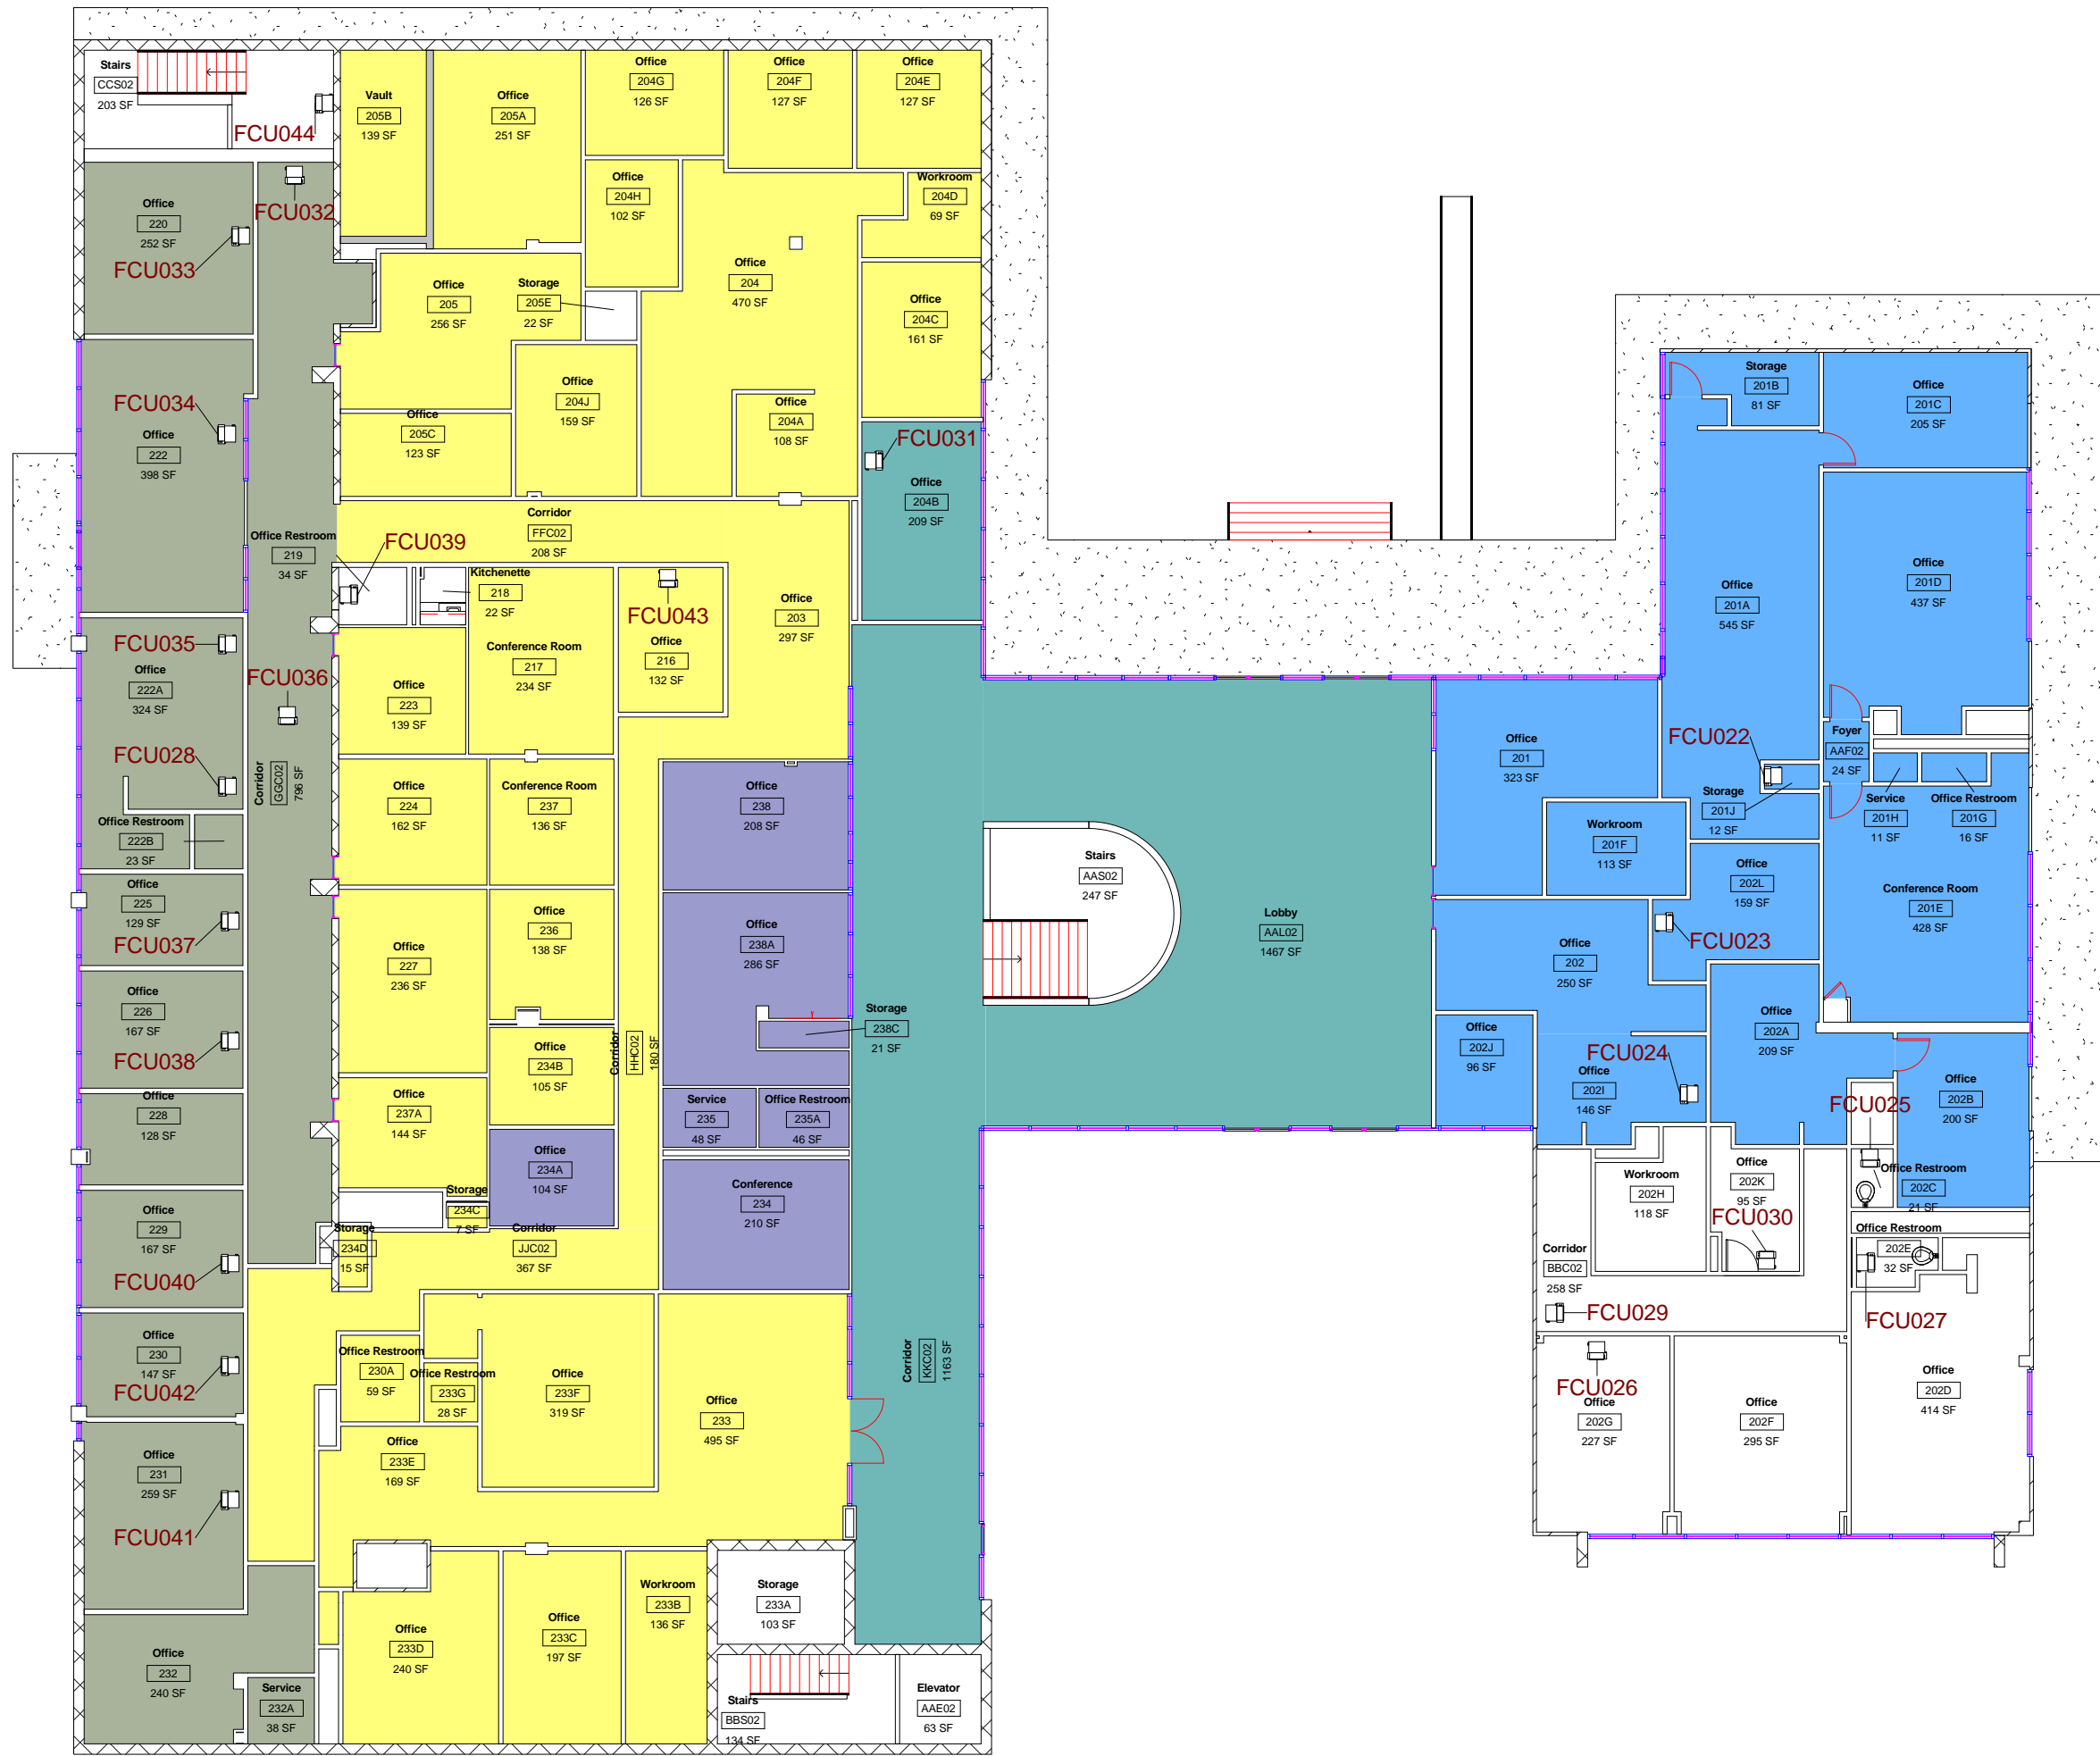 Stairs
CCS02
203 SF
FCU044
Vault
205B
139 SF
Office
205A
251 SF
Office
204G
126 SF
Office
204F
127 SF
Office
204E
127 SF
Office
220
252 SF
FCU033
FCU032
Office
204H
102 SF
Workroom
204D
69 SF
Office
205
256 SF
Storage
205E
22 SF
Office
204
470 SF
Office
204C
161 SF
FCU034
Office
222
398 SF
Office
205C
123 SF
Office
204J
159 SF
Office
204A
108 SF
FCU031
Office
204B
209 SF
Office Restroom
219
34 SF
FCU039
Corridor
FFC02
208 SF
Kitchenette
218
22 SF
FCU043
Office
216
132 SF
Office
203
297 SF
Conference Room
217
234 SF
FCU035
Office
222A
324 SF
FCU036
FCU028
Corridor
GGC02
796 SF
Office
223
139 SF
Office
224
162 SF
Conference Room
237
136 SF
Office
238
208 SF
Office Restroom
222B
23 SF
Office
225
129 SF
FCU037
Office
227
236 SF
Office
236
138 SF
Office
238A
286 SF
Office
226
167 SF
FCU038
Storage
238C
21 SF
Office
234B
105 SF
Corridor
HHC02
180 SF
Office
228
128 SF
Office
237A
144 SF
Service
235
48 SF
Office Restroom
235A
46 SF
Office
234A
104 SF
Storage
234C
7 SF
Conference
234
210 SF
Office
229
167 SF
FCU040
Storage
234D
15 SF
Corridor
JJC02
367 SF
Office
230
147 SF
FCU042
Office Restroom
230A
59 SF
Office Restroom
233G
28 SF
Office
233F
319 SF
Office
233
495 SF
Corridor
KKC02
1163 SF
Office
231
259 SF
FCU041
Office
233E
169 SF
Office
232
240 SF
Service
232A
38 SF
Office
233D
240 SF
Office
233C
197 SF
Workroom
233B
136 SF
Storage
233A
103 SF
Stairs
BBS02
134 SF
Elevator
AAE02
63 SF
Stairs
AAS02
247 SF
Lobby
AAL02
1467 SF
Storage
201B
81 SF
Office
201C
205 SF
Office
201A
545 SF
Office
201D
437 SF
Office
201
323 SF
FCU022
Foyer
AAF02
24 SF
Storage
201J
12 SF
Service
201H
11 SF
Office Restroom
201G
16 SF
Workroom
201F
113 SF
Office
202L
159 SF
FCU023
Conference Room
201E
428 SF
Office
202
250 SF
Office
202J
96 SF
FCU024
Office
202I
146 SF
Office
202A
209 SF
FCU025
Office
202B
200 SF
Office Restroom
202C
21 SF
Workroom
202H
118 SF
Office
202K
95 SF
FCU030
Office Restroom
202E
32 SF
Corridor
BBC02
258 SF
FCU029
FCU027
FCU026
Office
202G
227 SF
Office
202F
295 SF
Office
202D
414 SF